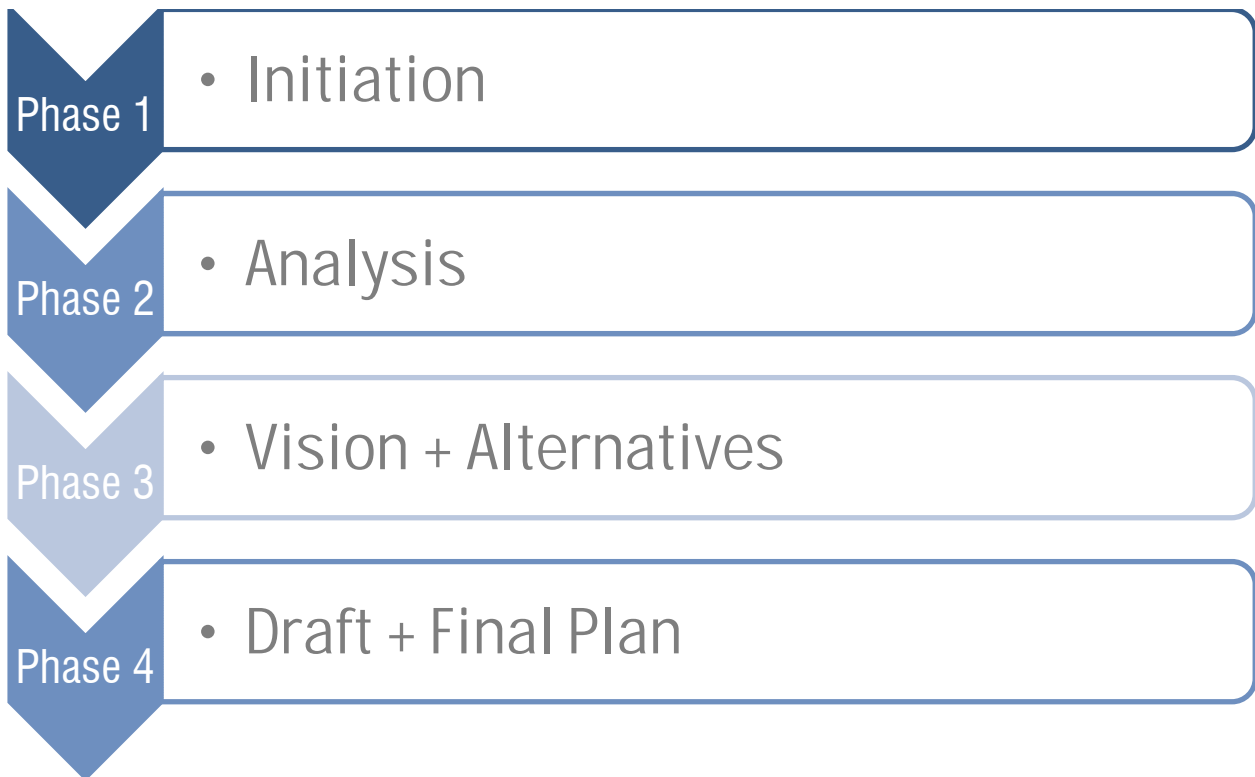 Phase 1
• Initiation
Phase 2
• Analysis
Phase 3
• Vision + Alternatives
Phase 4
• Draft + Final Plan